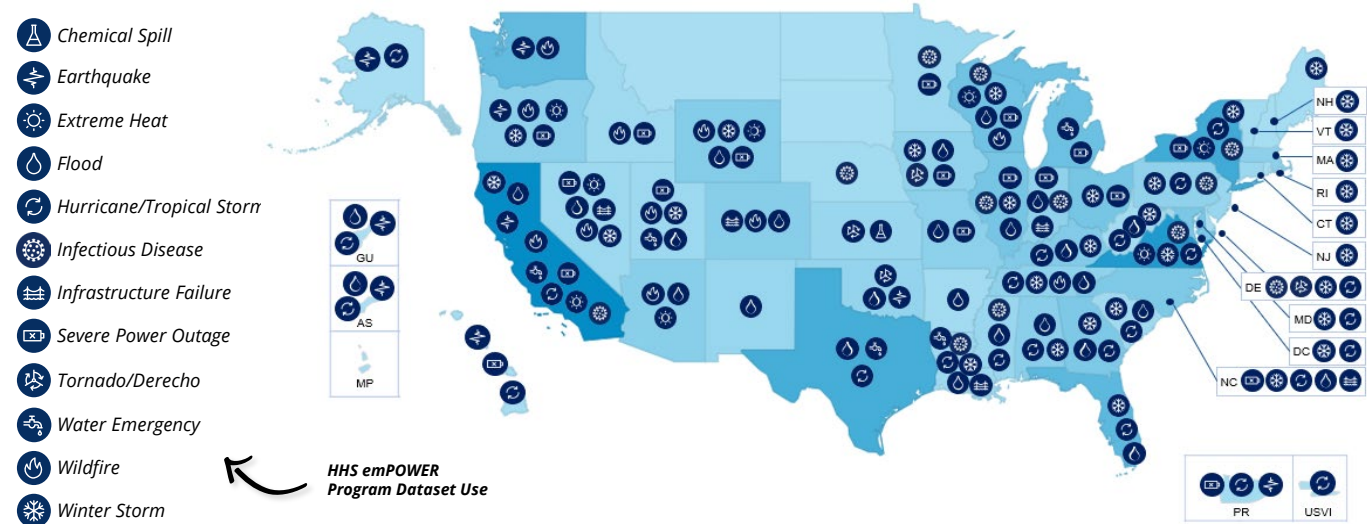 Chemical Spill
Earthquake
Extreme Heat
Flood
Hurricane/Tropical Storm
Infectious Disease
Infrastructure Failure
Severe Power Outage
Tornado/Derecho
Water Emergency
Wildfire
Winter Storm
HHS emPOWER
Program Dataset Use
GU
AS
MP
NH
VT
MA
RI
CT
NJ
DE
MD
DC
NC
PR
USVI